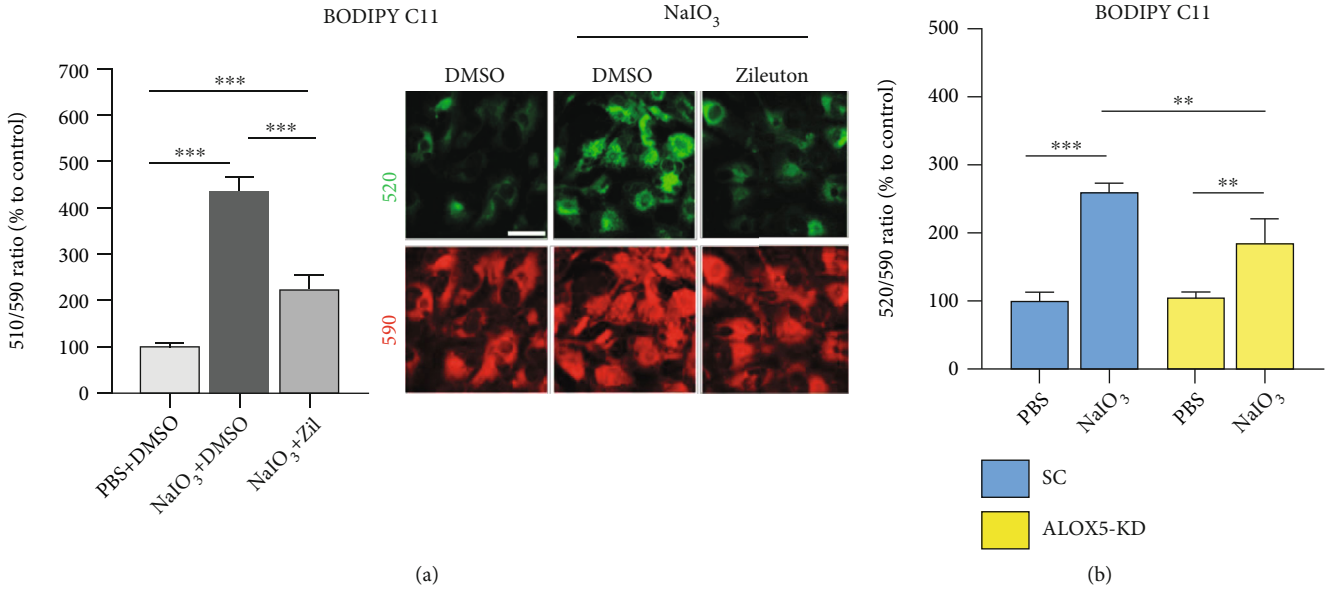 BODIPY C11
510/590 ratio (% to control)
700
600
500
400
300
200
100
0
***
***
***
PBS+DMSO
NaIO3+DMSO
NaIO3+Zil
NaIO3
DMSO
DMSO
Zileuton
520
590
(a)
BODIPY C11
520/590 ratio (% to control)
500
400
300
200
100
0
***
**
**
PBS
NaIO3
PBS
NaIO3
SC
ALOX5-KD
(b)